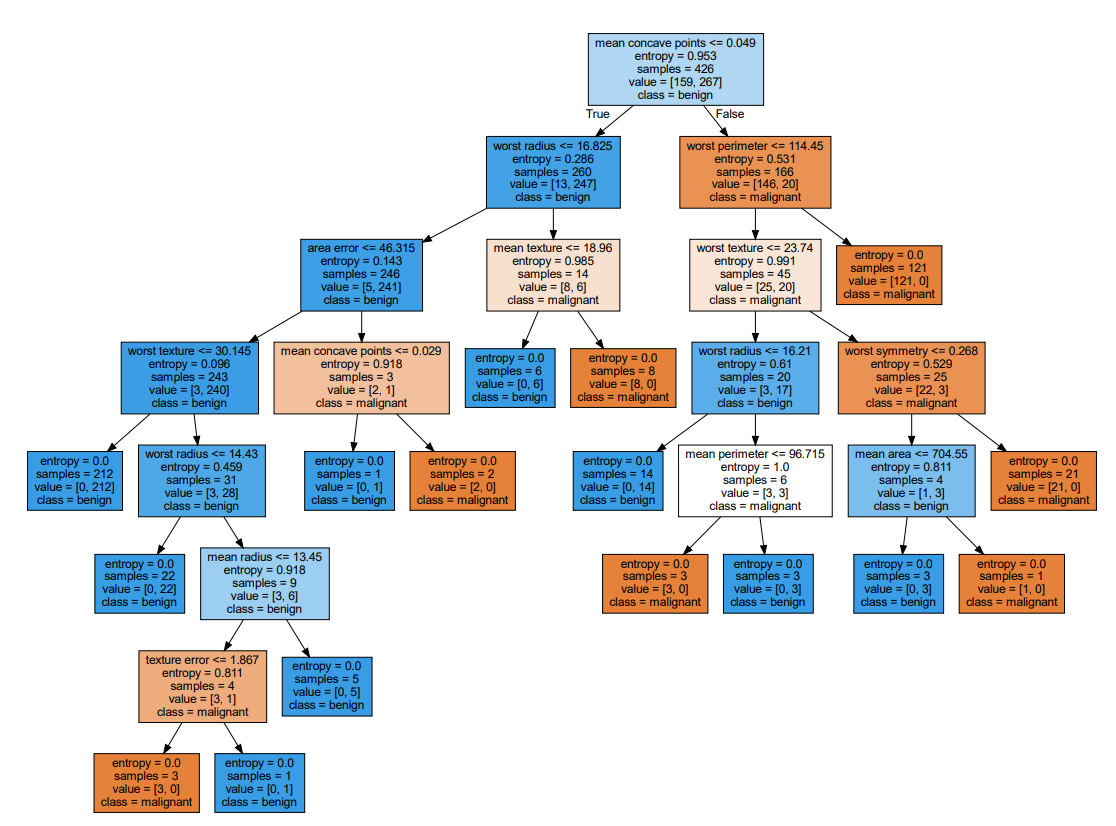 mean concave points <= 0.049
entropy = 0.953
samples = 426
value = [159, 267]
class = benign
True
False
worst radius <= 16.825
entropy = 0.286
samples = 260
value = [13, 247]
class = benign
worst perimeter <= 114.45
entropy = 0.531
samples = 166
value = [146, 20]
class = malignant
area error <= 46.315
entropy = 0.143
samples = 246
value = [5, 241]
class = benign
mean texture <= 18.96
entropy = 0.985
samples = 14
value = [8, 6]
class = malignant
worst texture <= 23.74
entropy = 0.991
samples = 45
value = [25, 20]
class = malignant
entropy = 0.0
samples = 121
value = [121, 0]
class = malignant
worst texture <= 30.145
entropy = 0.096
samples = 243
value = [3, 240]
class = benign
mean concave points <= 0.029
entropy = 0.918
samples = 3
value = [2, 1]
class = malignant
entropy = 0.0
samples = 6
value = [0, 6]
class = benign
entropy = 0.0
samples = 8
value = [8, 0]
class = malignant
worst radius <= 16.21
entropy = 0.61
samples = 20
value = [3, 17]
class = benign
worst symmetry <= 0.268
entropy = 0.529
samples = 25
value = [22, 3]
class = malignant
entropy = 0.0
samples = 212
value = [0, 212]
class = benign
worst radius <= 14.43
entropy = 0.459
samples = 31
value = [3, 28]
class = benign
entropy = 0.0
samples = 1
value = [0, 1]
class = benign
entropy = 0.0
samples = 2
value = [2, 0]
class = malignant
entropy = 0.0
samples = 14
value = [0, 14]
class = benign
mean perimeter <= 96.715
entropy = 1.0
samples = 6
value = [3, 3]
class = malignant
mean area <= 704.55
entropy = 0.811
samples = 4
value = [1, 3]
class = benign
entropy = 0.0
samples = 21
value = [21, 0]
class = malignant
entropy = 0.0
samples = 22
value = [0, 22]
class = benign
mean radius <= 13.45
entropy = 0.918
samples = 9
value = [3, 6]
class = benign
entropy = 0.0
samples = 3
value = [3, 0]
class = malignant
entropy = 0.0
samples = 3
value = [0, 3]
class = benign
entropy = 0.0
samples = 3
value = [0, 3]
class = benign
entropy = 0.0
samples = 1
value = [1, 0]
class = malignant
texture error <= 1.867
entropy = 0.811
samples = 4
value = [3, 1]
class = malignant
entropy = 0.0
samples = 5
value = [0, 5]
class = benign
entropy = 0.0
samples = 3
value = [3, 0]
class = malignant
entropy = 0.0
samples = 1
value = [0, 1]
class = benign